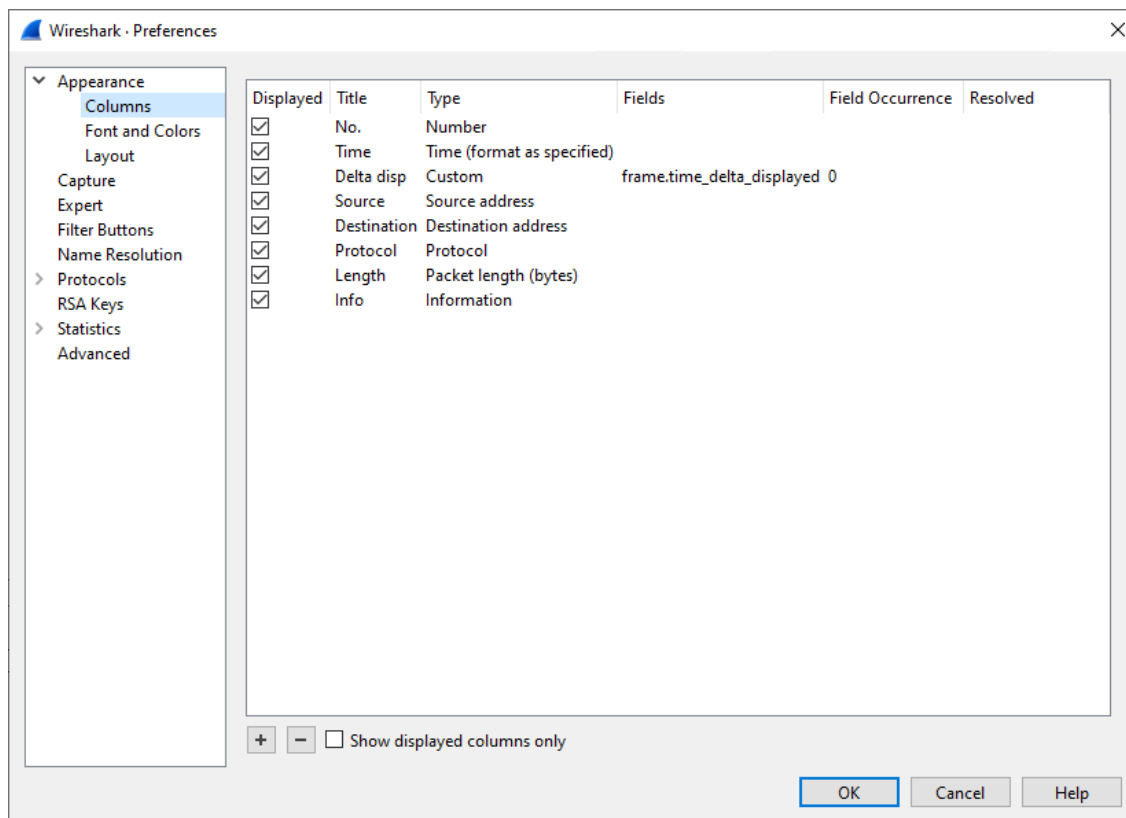 Wireshark · Preferences
Appearance
Columns
Font and Colors
Layout
Capture
Expert
Filter Buttons
Name Resolution
Protocols
RSA Keys
Statistics
Advanced
Displayed Title Type Fields Field Occurrence Resolved
No. Number
Time Time (format as specified)
Delta disp Custom frame.time_delta_displayed 0
Source Source address
Destination Destination address
Protocol Protocol
Length Packet length (bytes)
Info Information
+ − Show displayed columns only
OK Cancel Help